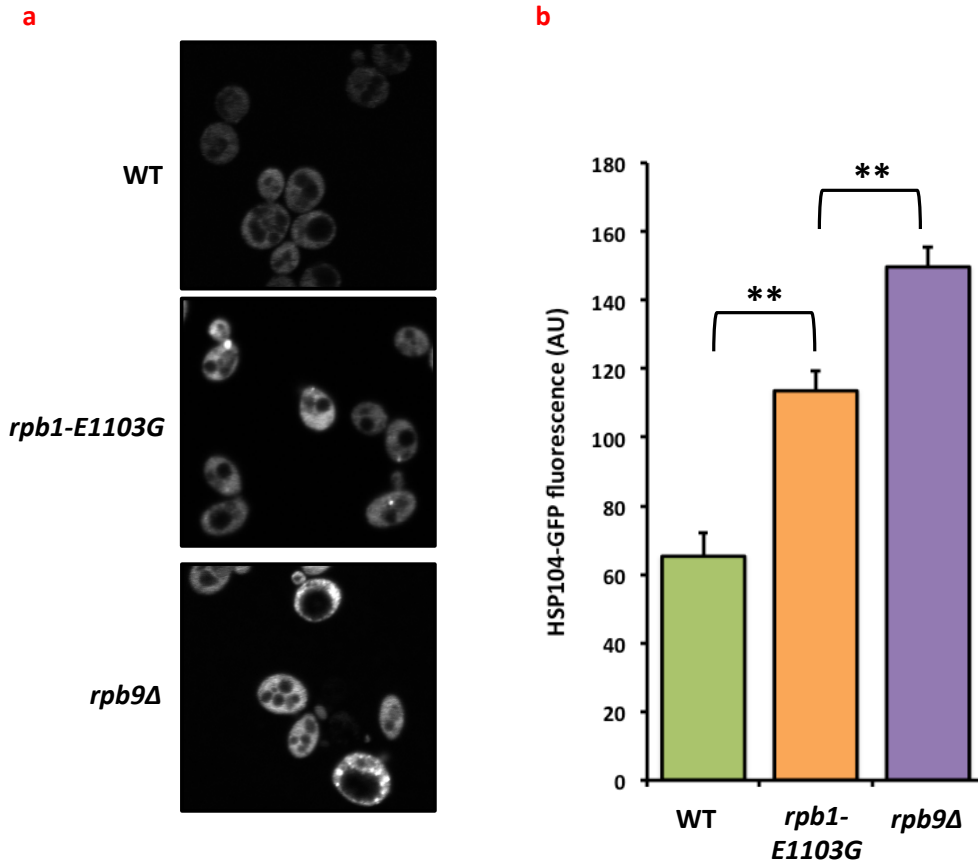 a
WT
rpb1-E1103G
rpb9Δ
b
HSP104-GFP fluorescence (AU)
180
160
140
120
100
80
60
40
20
0
**
**
WT
rpb1-
E1103G
rpb9Δ